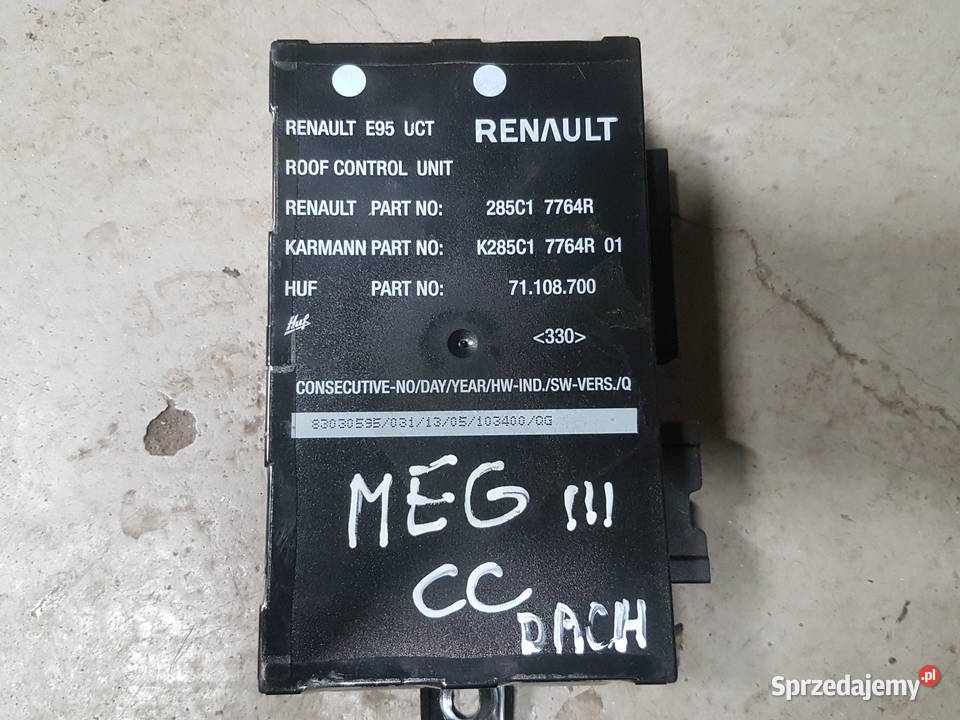 RENAULT E95 UCT RENAULT
ROOF CONTROL UNIT
RENAULT PART NO: 285C1 7764R
KARMANN PART NO: K285C1 7764R 01
HUF PART NO: 71.108.700
Huf <330>
CONSECUTIVE-NO/DAY/YEAR/HW-IND./SW-VERS./Q
83030595/031/13/05/103400/QG
MEG !!!
CC
DACH
Sprzedajemy.pl